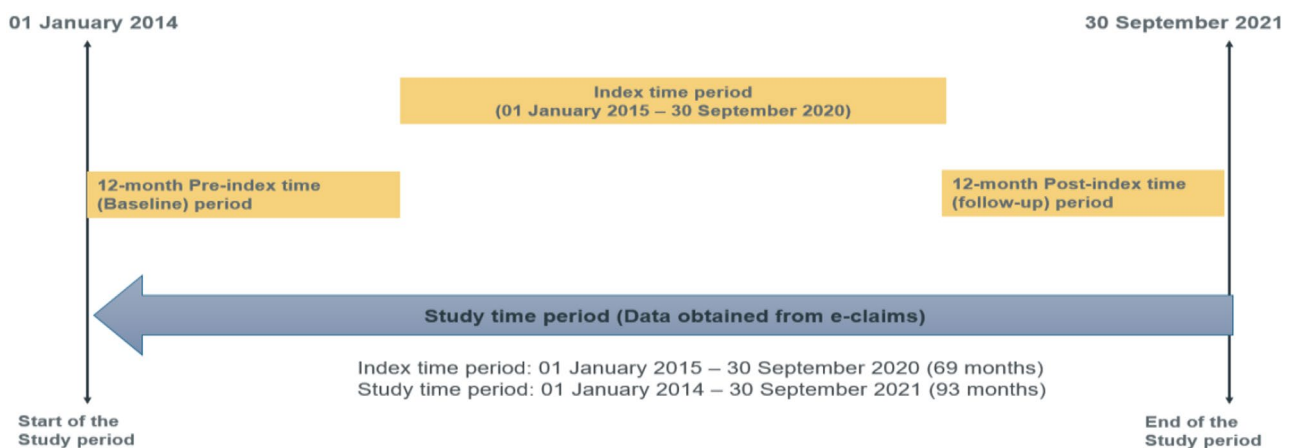 01 January 2014
30 September 2021
Index time period
(01 January 2015 – 30 September 2020)
12-month Pre-index time
(Baseline) period
12-month Post-index time
(follow-up) period
Study time period (Data obtained from e-claims)
Index time period: 01 January 2015 – 30 September 2020 (69 months)
Study time period: 01 January 2014 – 30 September 2021 (93 months)
Start of the
Study period
End of the
Study period